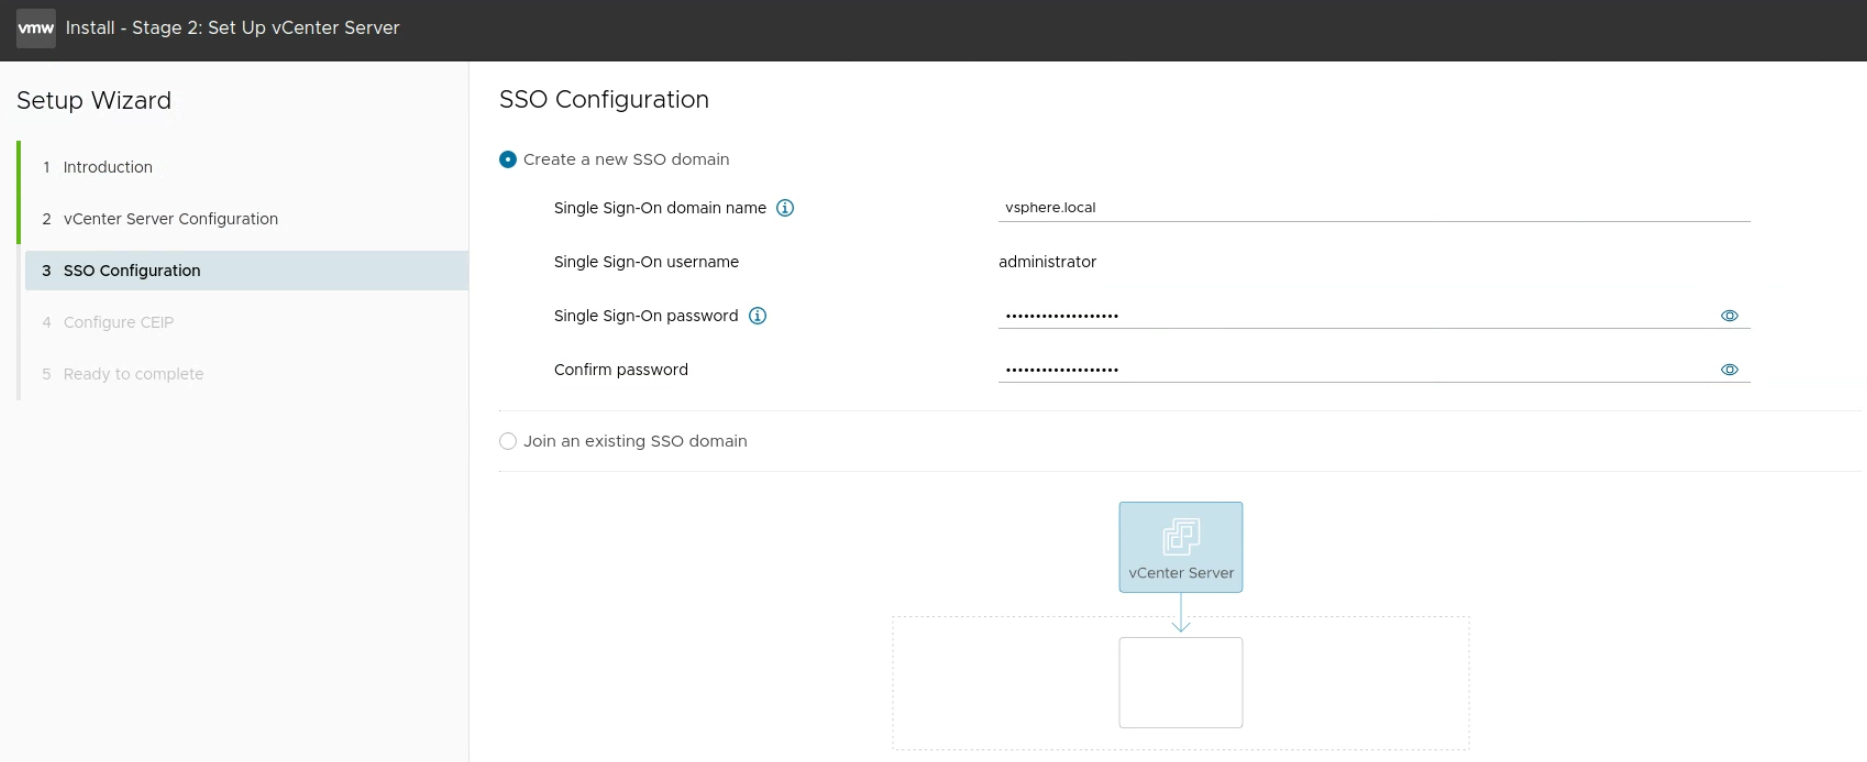 vmw Install - Stage 2: Set Up vCenter Server
Setup Wizard
1 Introduction
2 vCenter Server Configuration
3 SSO Configuration
4 Configure CEIP
5 Ready to complete
SSO Configuration
Create a new SSO domain
Single Sign-On domain name vsphere.local
Single Sign-On username administrator
Single Sign-On password •••••••••••••••••••
Confirm password •••••••••••••••••••
Join an existing SSO domain
vCenter Server